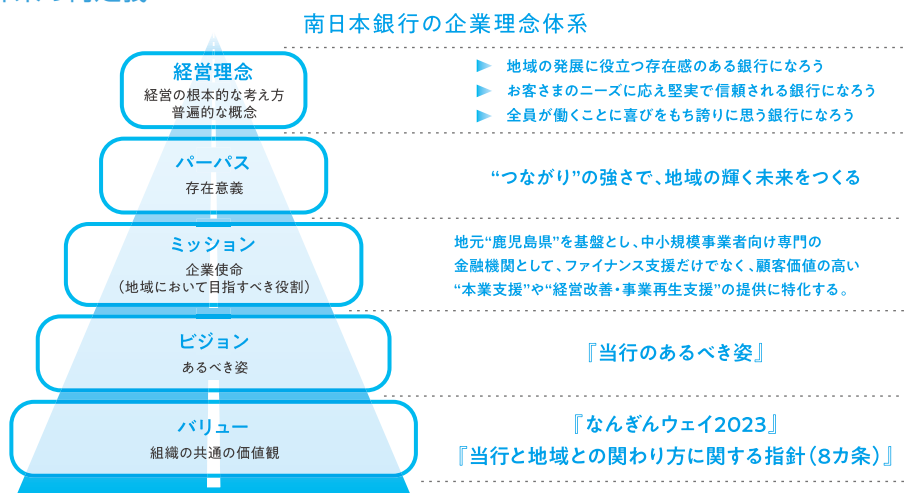 南日本銀行の企業理念体系
経営理念
経営の根本的な考え方
普遍的な概念
▶ 地域の発展に役立つ存在感のある銀行になろう
▶ お客さまのニーズに応え堅実で信頼される銀行になろう
▶ 全員が働くことに喜びをもち誇りに思う銀行になろう
パーパス
存在意義
“つながり”の強さで、地域の輝く未来をつくる
ミッション
企業使命
（地域において目指すべき役割）
地元“鹿児島県”を基盤とし、中小規模事業者向け専門の
金融機関として、ファイナンス支援だけでなく、顧客価値の高い
“本業支援”や“経営改善・事業再生支援”の提供に特化する。
ビジョン
あるべき姿
『当行のあるべき姿』
バリュー
組織の共通の価値観
『なんぎんウェイ2023』
『当行と地域との関わり方に関する指針（8カ条）』